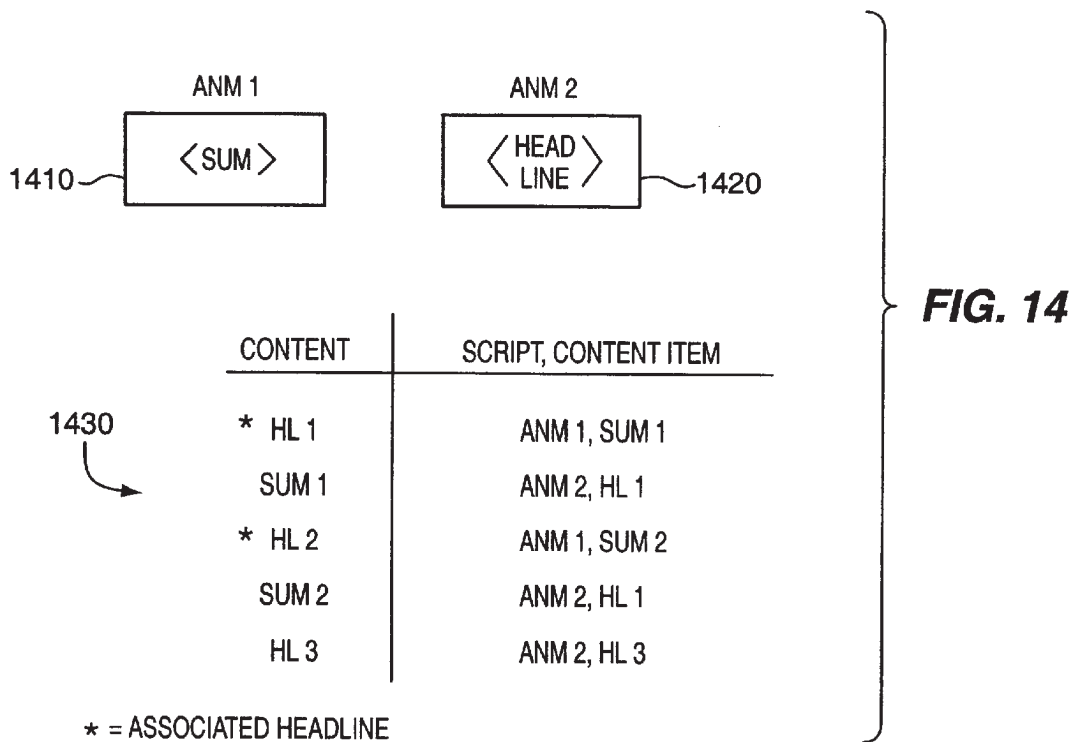 ANM 1 ANM 2
<SUM> <HEAD
LINE>
1410 1420
FIG. 14
CONTENT SCRIPT, CONTENT ITEM
1430
* HL 1 ANM 1, SUM 1
SUM 1 ANM 2, HL 1
* HL 2 ANM 1, SUM 2
SUM 2 ANM 2, HL 1
HL 3 ANM 2, HL 3
* = ASSOCIATED HEADLINE